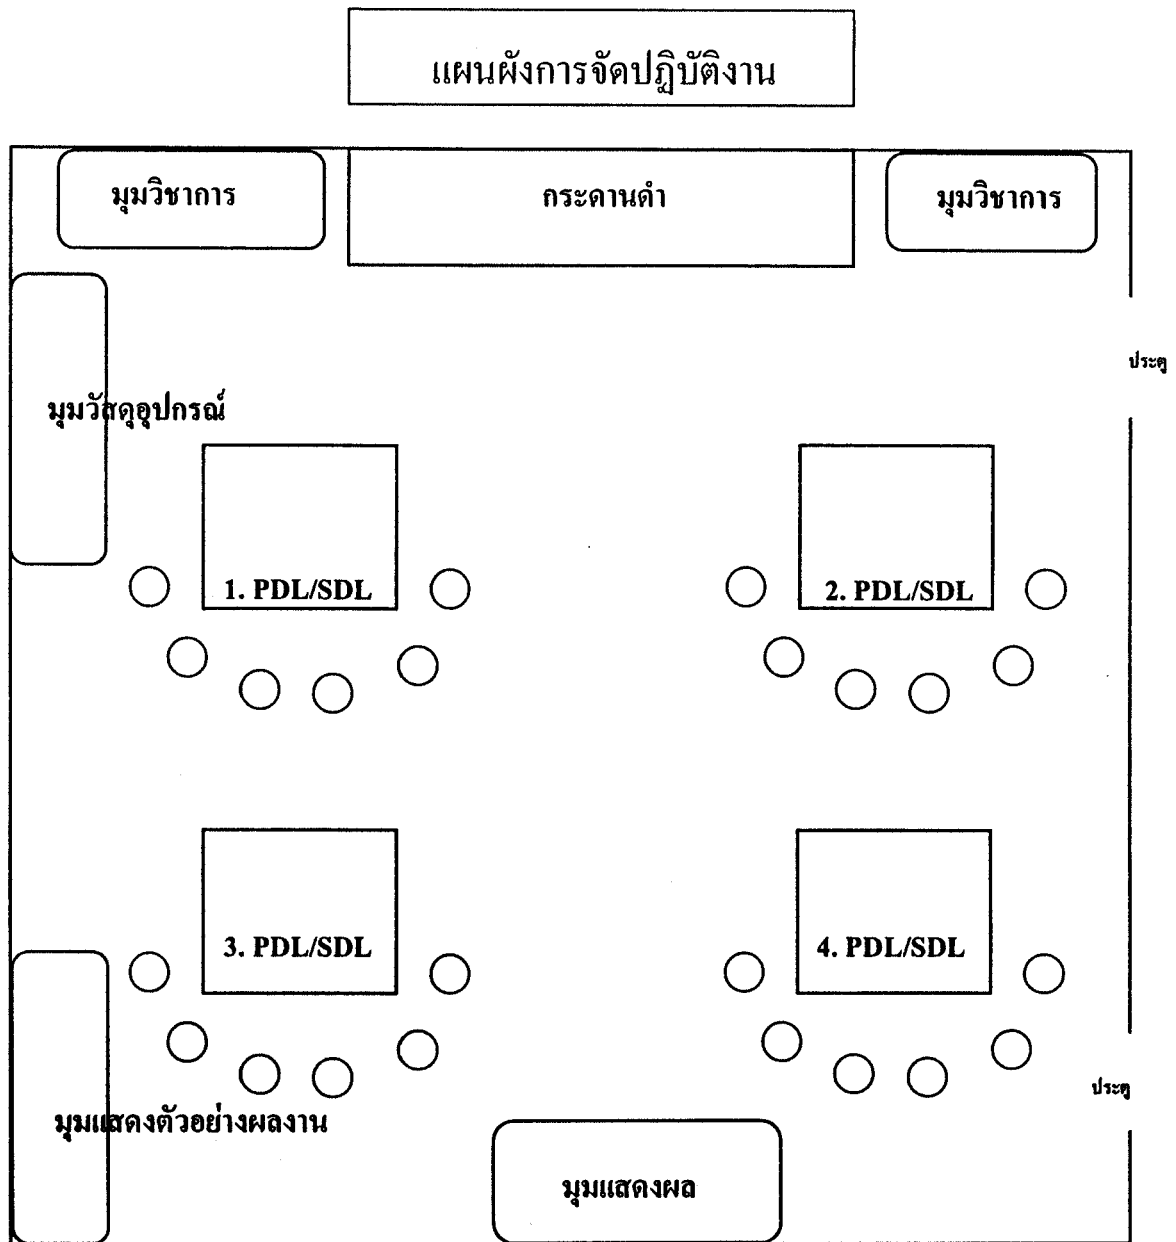 แผนผังการจัดปฏิบัติงาน
มุมวิชาการ
กระดานดำ
มุมวิชาการ
ประตู
มุมวัสดุอุปกรณ์
1. PDL/SDL
2. PDL/SDL
3. PDL/SDL
4. PDL/SDL
ประตู
มุมแสดงตัวอย่างผลงาน
มุมแสดงผล